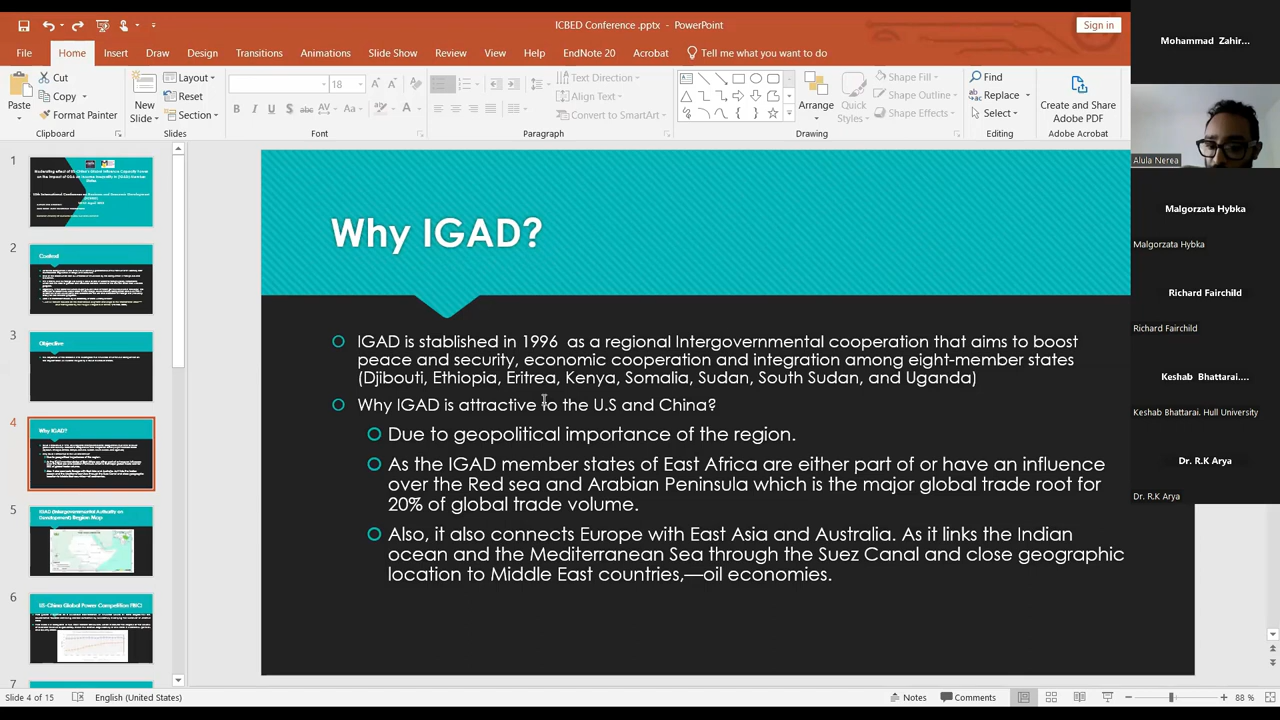 ICBED Conference .pptx - PowerPoint
Sign in
File Home Insert Draw Design Transitions Animations Slide Show Review View Help EndNote 20 Acrobat Tell me what you want to do
Paste
Cut
Copy
Format Painter
Clipboard
New
Slide
Layout
Reset
Section
Slides
18
Font
Text Direction
Align Text
Convert to SmartArt
Paragraph
Arrange
Quick
Styles
Shape Fill
Shape Outline
Shape Effects
Drawing
Find
Replace
Select
Editing
Create and Share
Adobe PDF
Adobe Acrobat
1
2
Context
3
Objective
4
Why IGAD?
5
IGAD (Intergovernmental Authority on
Development) Region Map
6
US-China Global Power Competition FBIC)
7
Why IGAD?
IGAD is stablished in 1996 as a regional Intergovernmental cooperation that aims to boost
peace and security, economic cooperation and integration among eight-member states
(Djibouti, Ethiopia, Eritrea, Kenya, Somalia, Sudan, South Sudan, and Uganda)
Why IGAD is attractive to the U.S and China?
Due to geopolitical importance of the region.
As the IGAD member states of East Africa are either part of or have an influence
over the Red sea and Arabian Peninsula which is the major global trade root for
20% of global trade volume.
Also, it also connects Europe with East Asia and Australia. As it links the Indian
ocean and the Mediterranean Sea through the Suez Canal and close geographic
location to Middle East countries,—oil economies.
Mohammad Zahir...
Alula Nerea
Malgorzata Hybka
Malgorzata Hybka
Richard Fairchild
Richard Fairchild
Keshab Bhattarai....
Keshab Bhattarai. Hull University
Dr. R.K Arya
Dr. R.K Arya
Slide 4 of 15
English (United States)
Notes
Comments
88 %